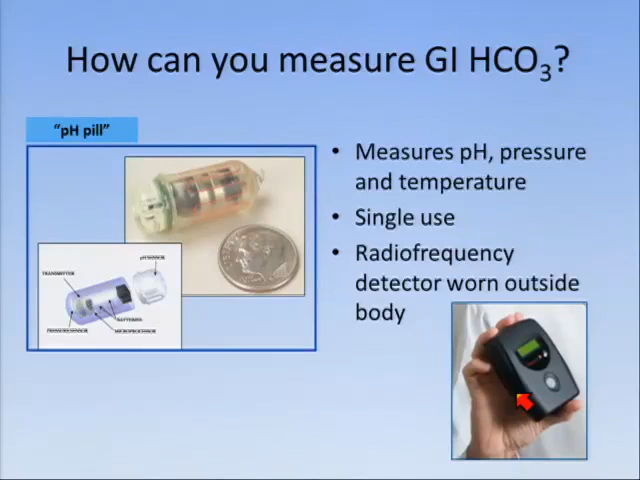 How can you measure GI HCO₃?
"pH pill"
• Measures pH, pressure
and temperature
• Single use
• Radiofrequency
detector worn outside
body
pH SENSOR
TRANSMITTER
BATTERIES
PRESSURE SENSOR
MICROPROCESSOR